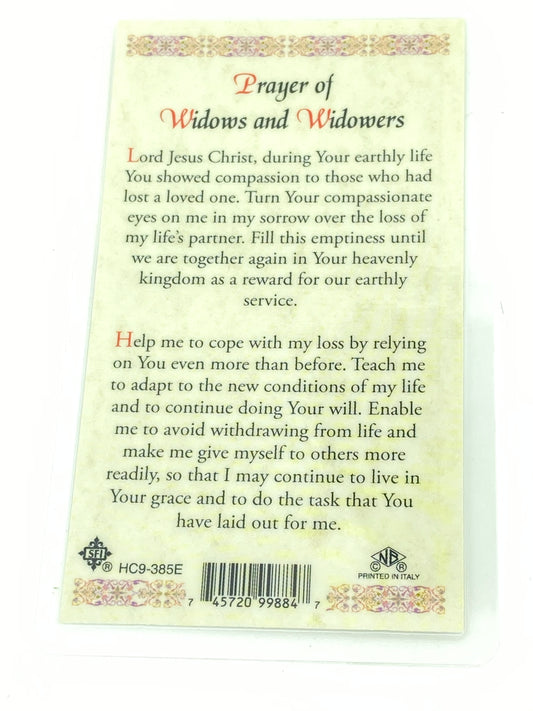 Prayer of
Widows and Widowers
Lord Jesus Christ, during Your earthly life
You showed compassion to those who had
lost a loved one. Turn Your compassionate
eyes on me in my sorrow over the loss of
my life's partner. Fill this emptiness until
we are together again in Your heavenly
kingdom as a reward for our earthly
service.
Help me to cope with my loss by relying
on You even more than before. Teach me
to adapt to the new conditions of my life
and to continue doing Your will. Enable
me to avoid withdrawing from life and
make me give myself to others more
readily, so that I may continue to live in
Your grace and to do the task that You
have laid out for me.
SFI ® HC9-385E
7 45720 99884 7
C NB R
PRINTED IN ITALY